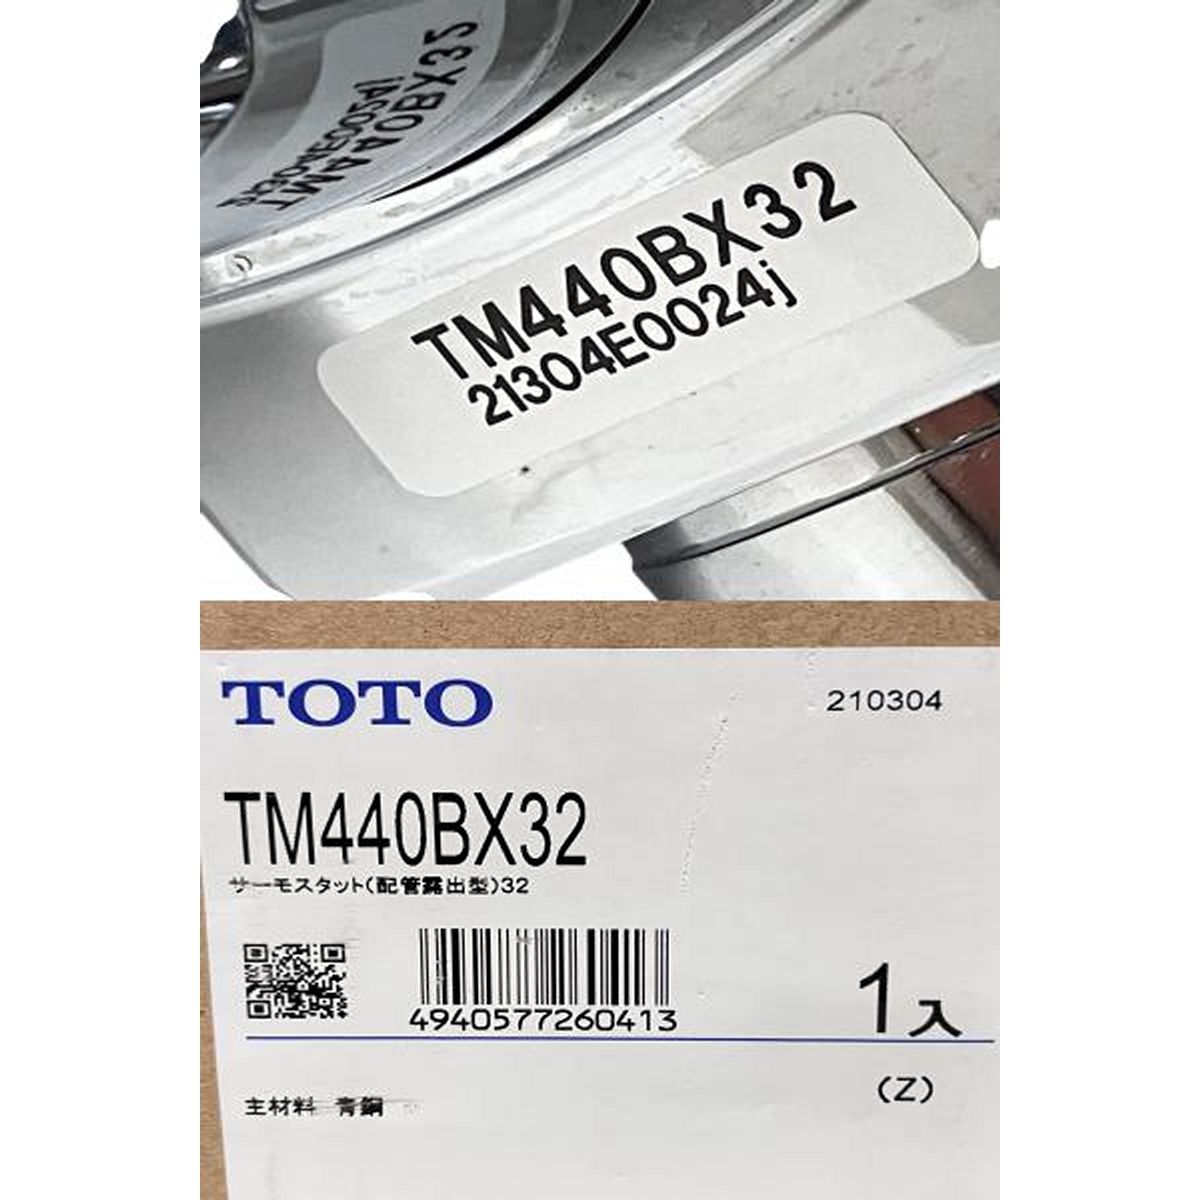 TM440BX32
21304E0024j
TOTO
210304
TM440BX32
サーモスタット(配管露出型)32
4940577260413
1入
(Z)
主材料 青銅